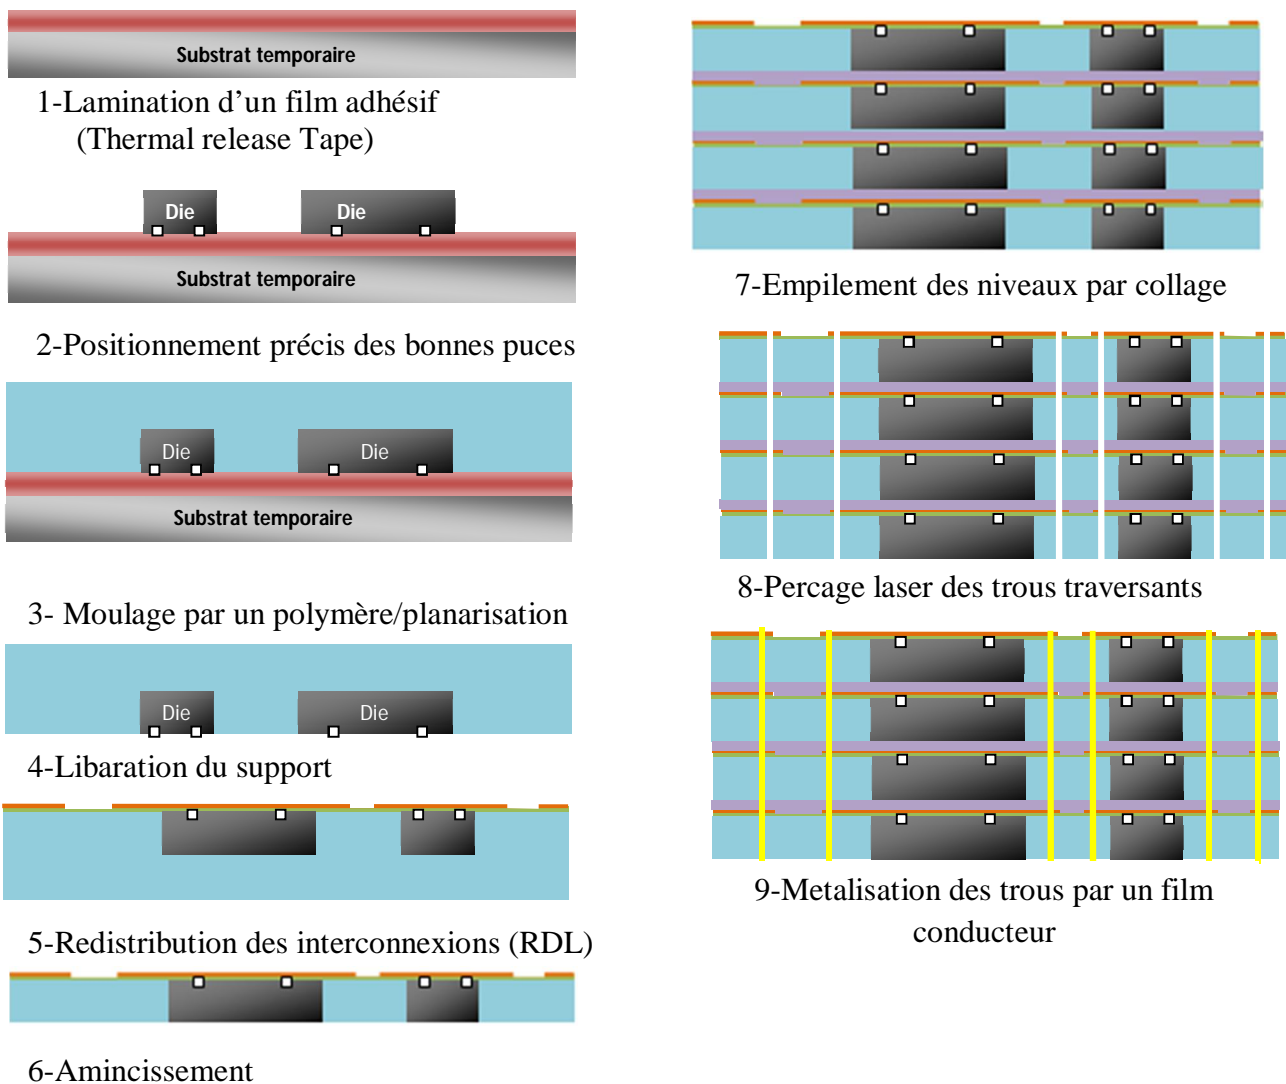 Substrat temporaire
1-Lamination d’un film adhésif
(Thermal release Tape)
Die
Die
Substrat temporaire
2-Positionnement précis des bonnes puces
Die
Die
Substrat temporaire
3- Moulage par un polymère/planarisation
Die
Die
4-Libaration du support
5-Redistribution des interconnexions (RDL)
6-Amincissement
7-Empilement des niveaux par collage
8-Percage laser des trous traversants
9-Metalisation des trous par un film
conducteur